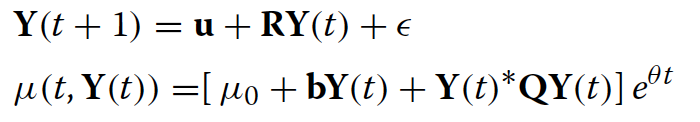 Y(t + 1) = u + RY(t) + ϵ
μ(t, Y(t)) =[ μ₀ + bY(t) + Y(t)*QY(t)] e^{θt}